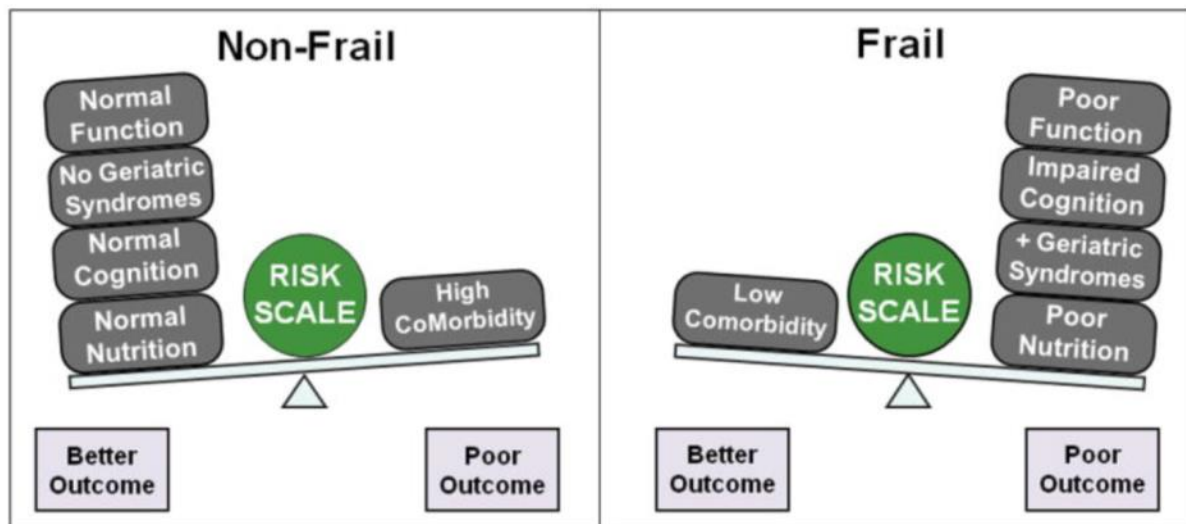 Non-Frail
Normal
Function
No Geriatric
Syndromes
Normal
Cognition
Normal
Nutrition
RISK
SCALE
High
CoMorbidity
Better
Outcome
Poor
Outcome
Frail
Poor
Function
Impaired
Cognition
+ Geriatric
Syndromes
Poor
Nutrition
Low
Comorbidity
RISK
SCALE
Better
Outcome
Poor
Outcome